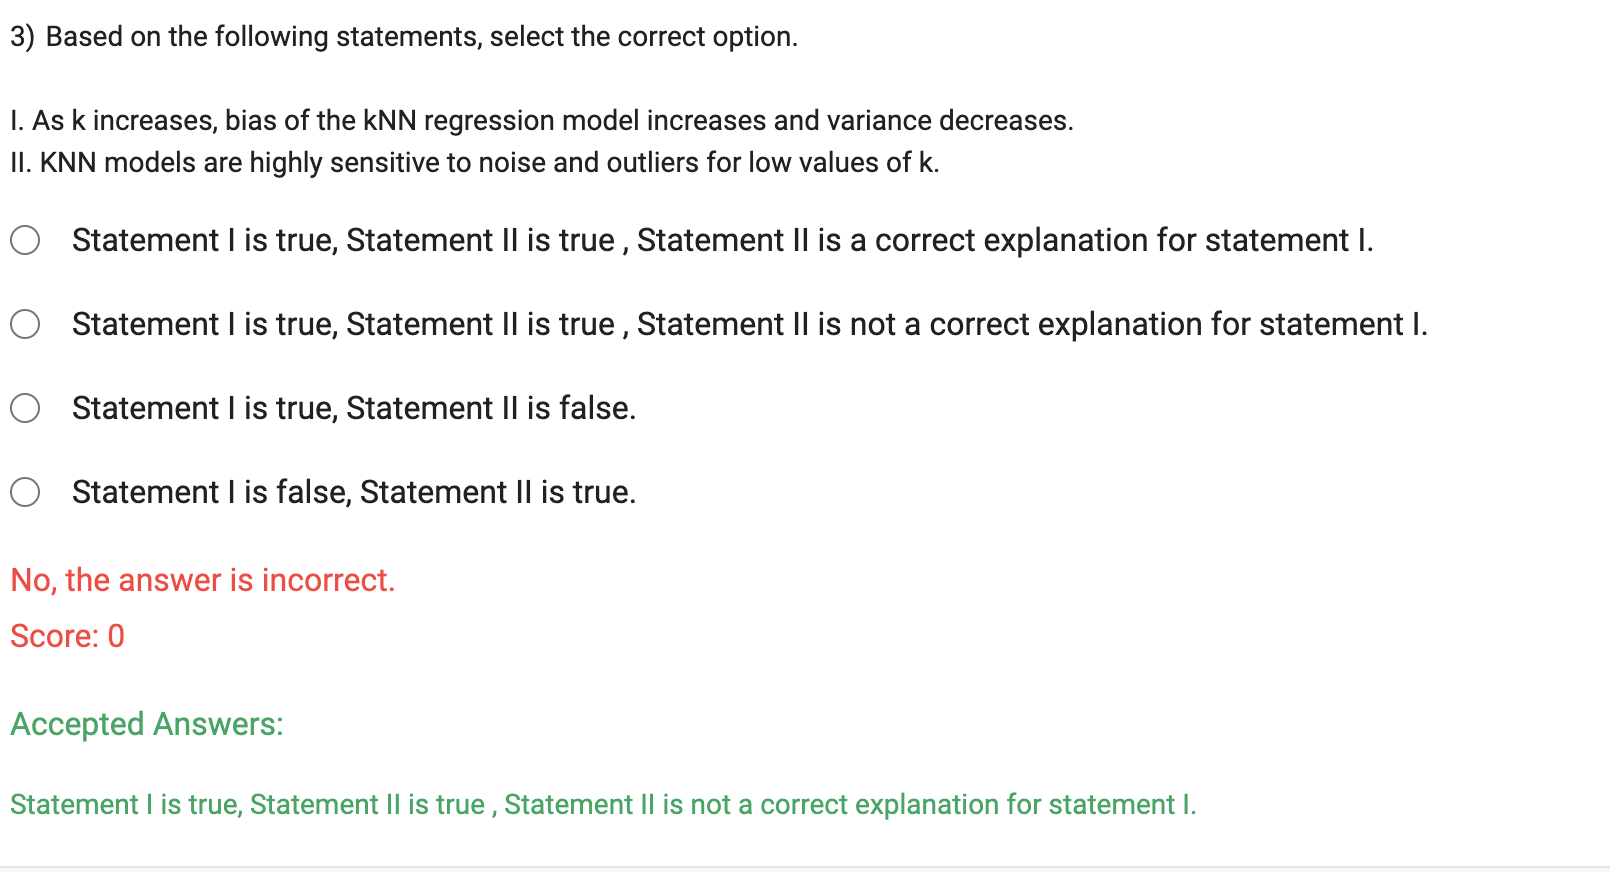 3) Based on the following statements, select the correct option.
I. As k increases, bias of the kNN regression model increases and variance decreases.
II. KNN models are highly sensitive to noise and outliers for low values of k.
Statement I is true, Statement II is true , Statement II is a correct explanation for statement I.
Statement I is true, Statement II is true , Statement II is not a correct explanation for statement I.
Statement I is true, Statement II is false.
Statement I is false, Statement II is true.
No, the answer is incorrect.
Score: 0
Accepted Answers:
Statement I is true, Statement II is true , Statement II is not a correct explanation for statement I.